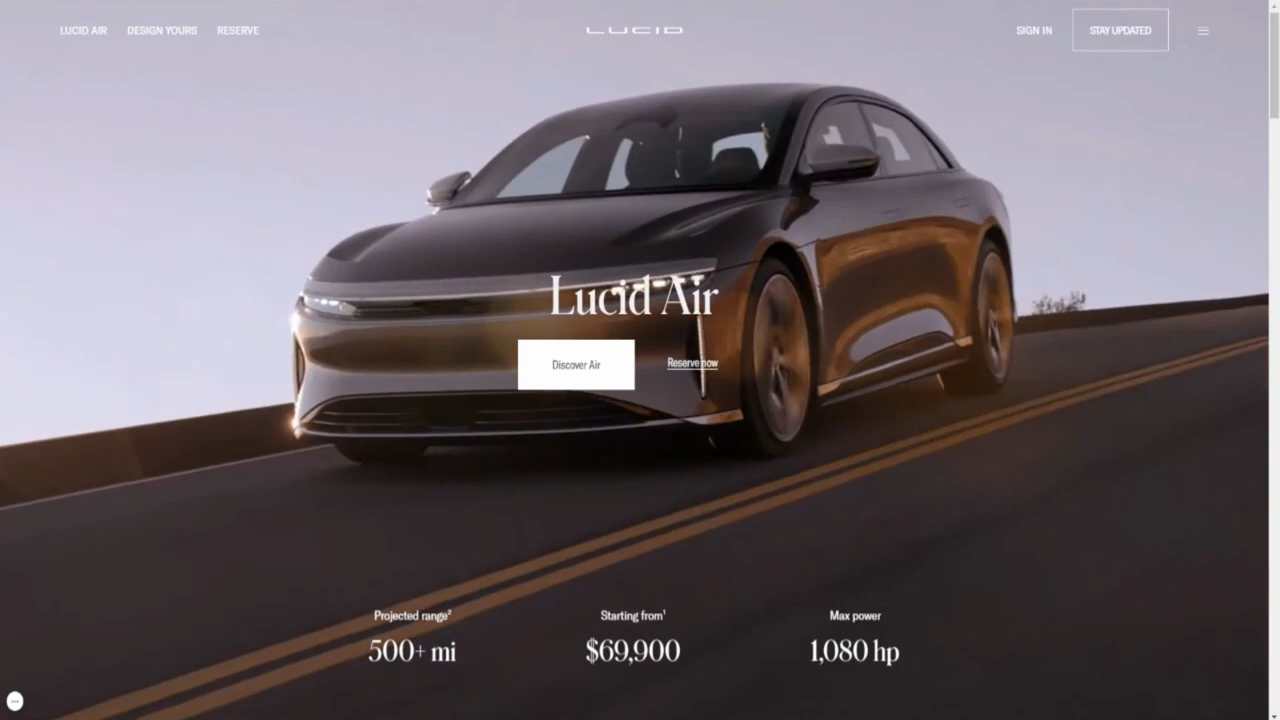 LUCID AIR DESIGN YOURS RESERVE LUCID SIGN IN STAY UPDATED
Lucid Air
Discover Air Reserve now
Projected range² Starting from¹ Max power
500+ mi $69,900 1,080 hp